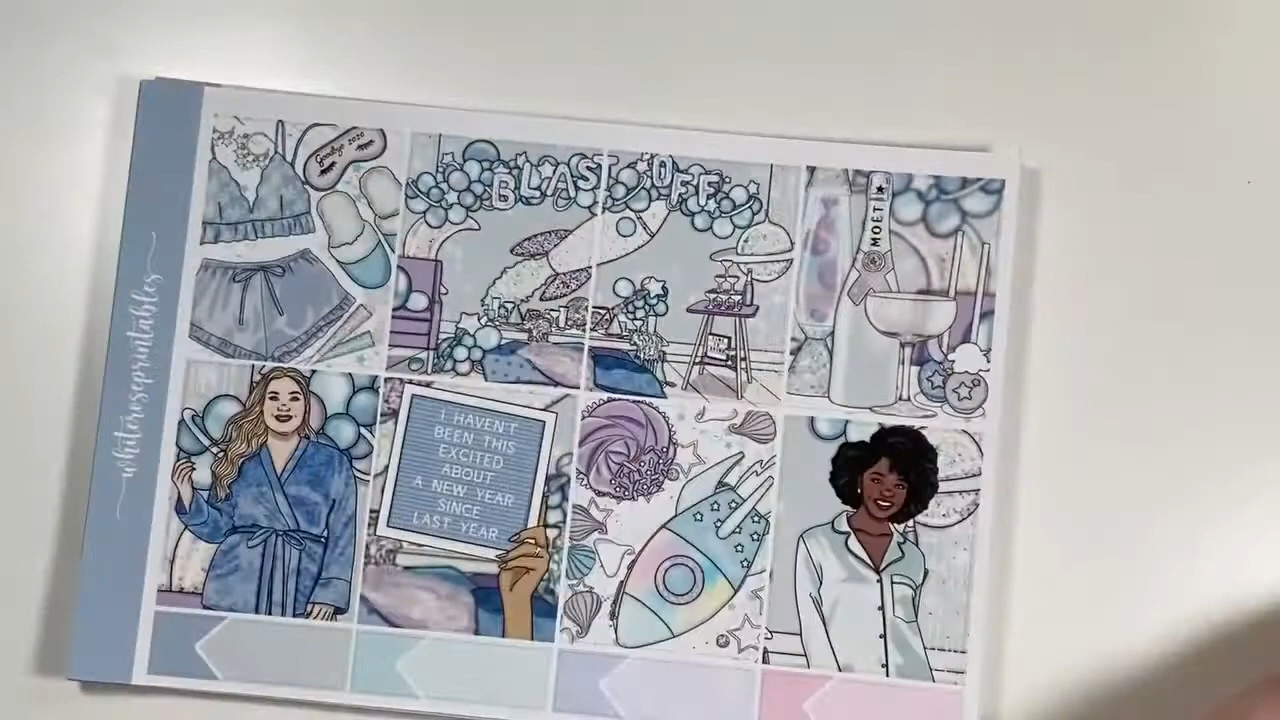 whiteroseprintables
Goodbye 2020
BLAST OFF
MOET
I HAVEN'T
BEEN THIS
EXCITED
ABOUT
A NEW YEAR
SINCE
LAST YEAR